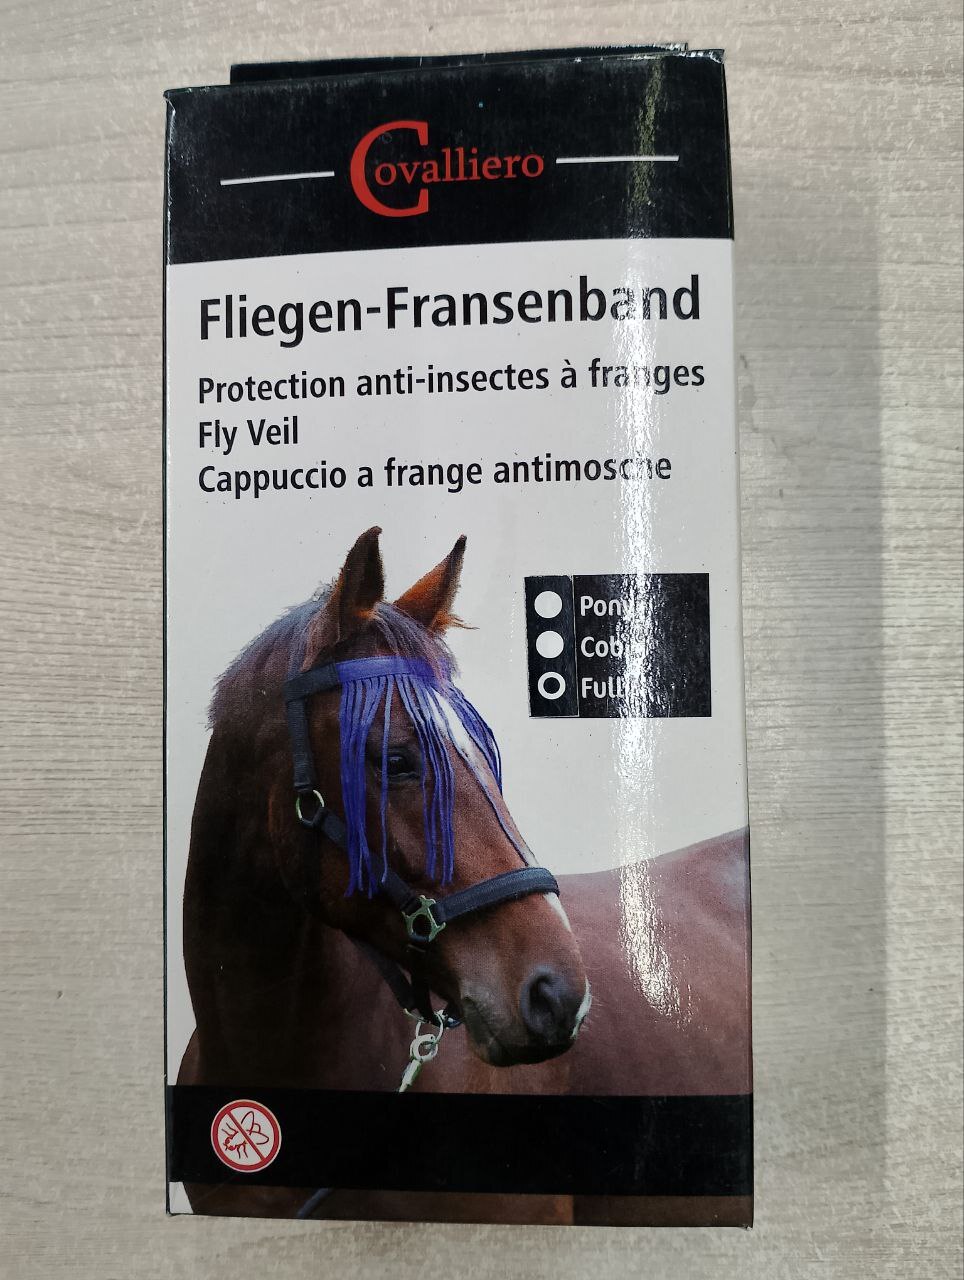 Covalliero
Fliegen-Fransenband
Protection anti-insectes à franges
Fly Veil
Cappuccio a frange antimosche
Pony
Cob
Full